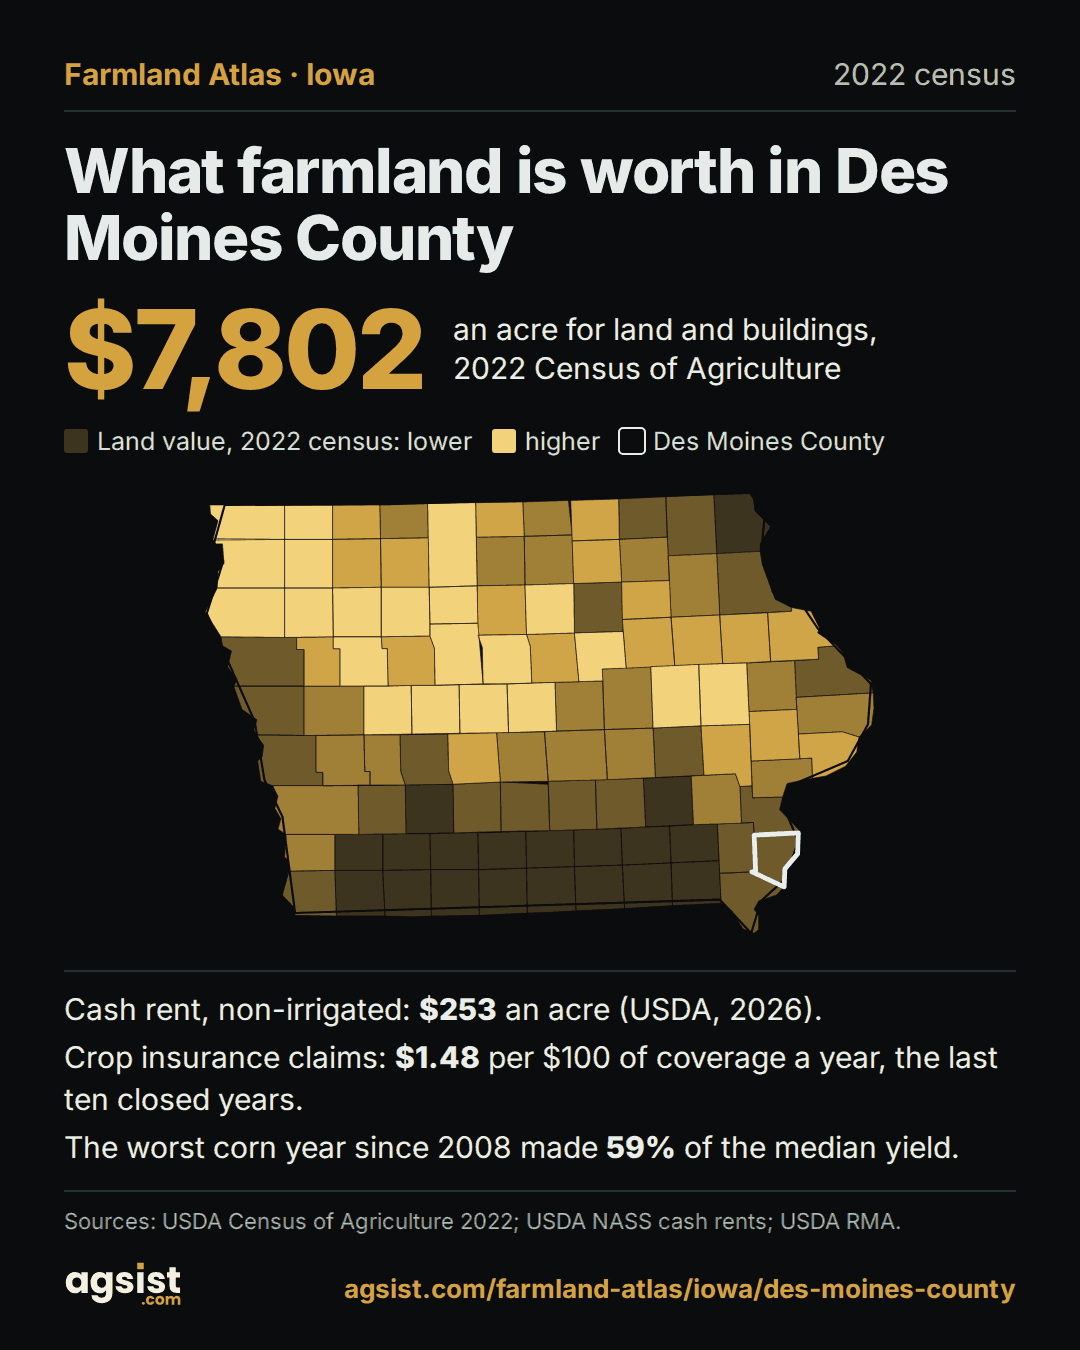 Farmland Atlas · Iowa
2022 census
What farmland is worth in Des
Moines County
$7,802
an acre for land and buildings,
2022 Census of Agriculture
Land value, 2022 census: lower
higher
Des Moines County
Cash rent, non-irrigated: $253 an acre (USDA, 2026).
Crop insurance claims: $1.48 per $100 of coverage a year, the last
ten closed years.
The worst corn year since 2008 made 59% of the median yield.
Sources: USDA Census of Agriculture 2022; USDA NASS cash rents; USDA RMA.
agsist
.com
agsist.com/farmland-atlas/iowa/des-moines-county